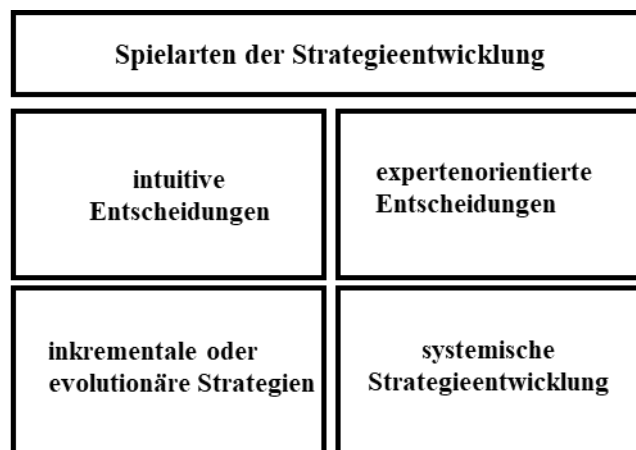 Spielarten der Strategieentwicklung
intuitive
Entscheidungen
expertenorientierte
Entscheidungen
inkrementale oder
evolutionäre Strategien
systemische
Strategieentwicklung